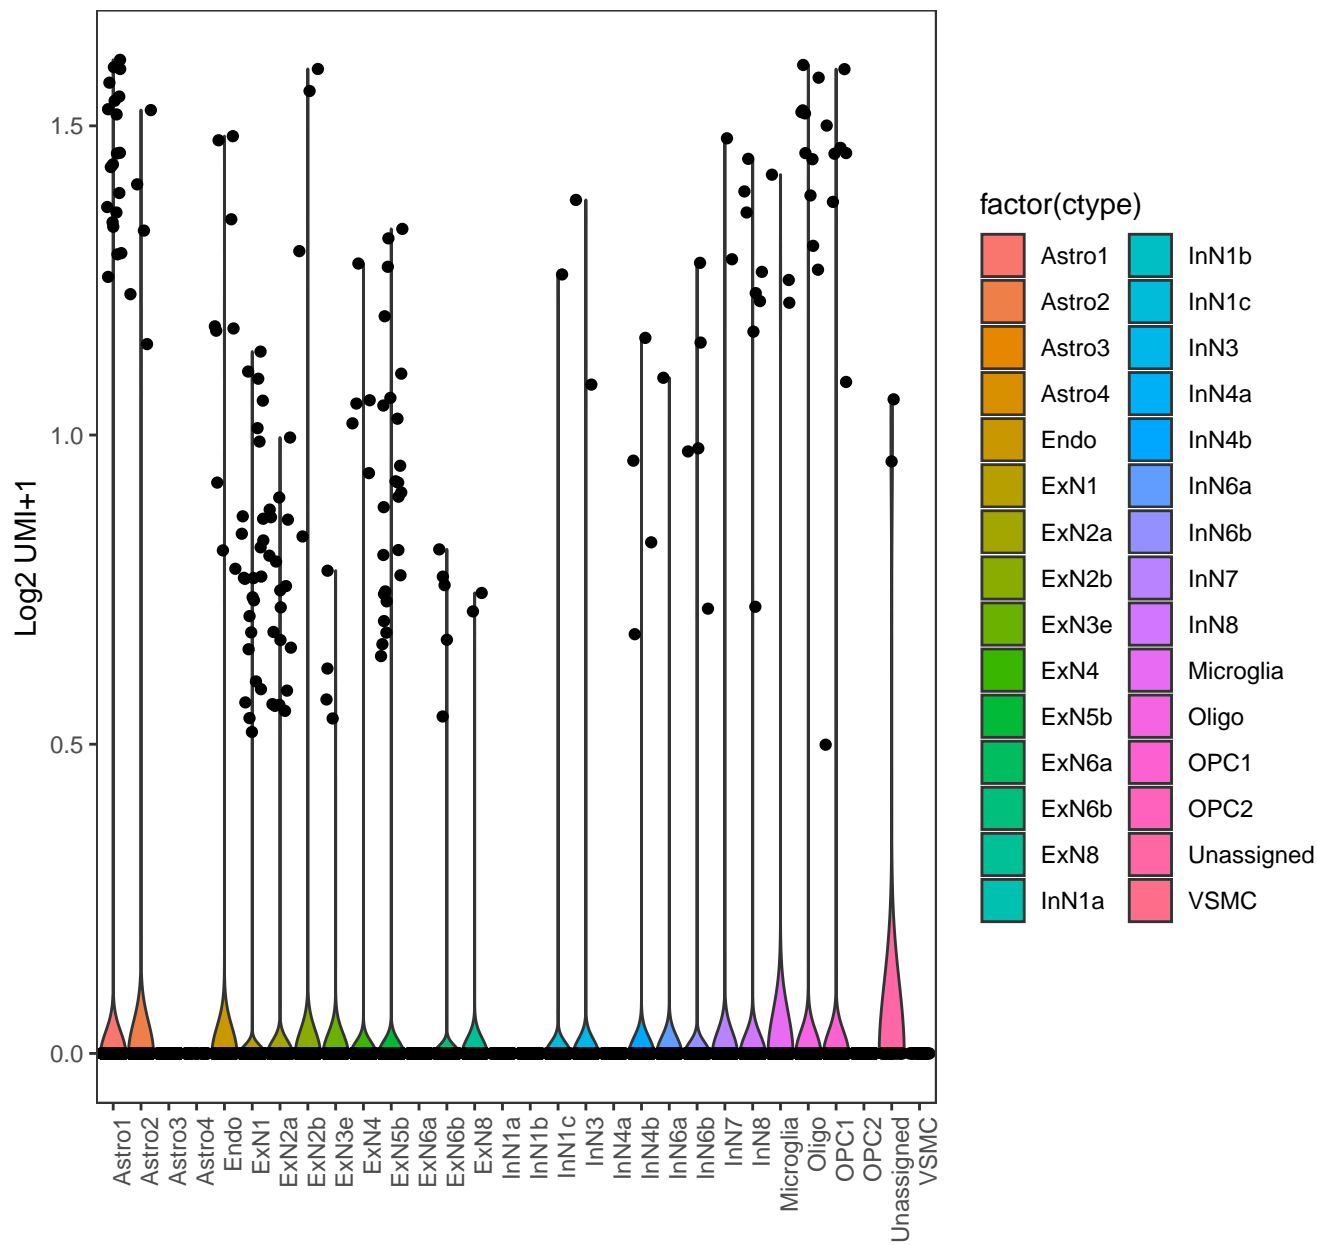 Log2 UMI+1
1.5
1.0
0.5
0.0
Astro1
Astro2
Astro3
Astro4
Endo
ExN1
ExN2a
ExN2b
ExN3e
ExN4
ExN5b
ExN6a
ExN6b
ExN8
InN1a
InN1b
InN1c
InN3
InN4a
InN4b
InN6a
InN6b
InN7
InN8
Microglia
Oligo
OPC1
OPC2
Unassigned
VSMC
factor(ctype)
Astro1
Astro2
Astro3
Astro4
Endo
ExN1
ExN2a
ExN2b
ExN3e
ExN4
ExN5b
ExN6a
ExN6b
ExN8
InN1a
InN1b
InN1c
InN3
InN4a
InN4b
InN6a
InN6b
InN7
InN8
Microglia
Oligo
OPC1
OPC2
Unassigned
VSMC